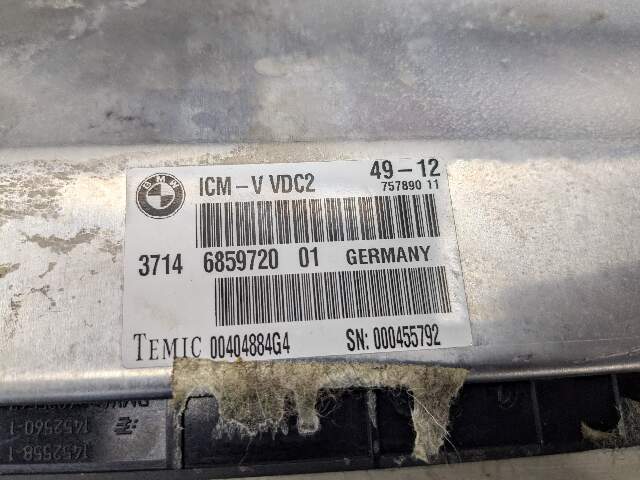 BMW
ICM-V VDC2
49-12
757890 11
3714 6859720 01 GERMANY
TEMIC 00404884G4 SN: 000455792
1452560-1
1452558-1